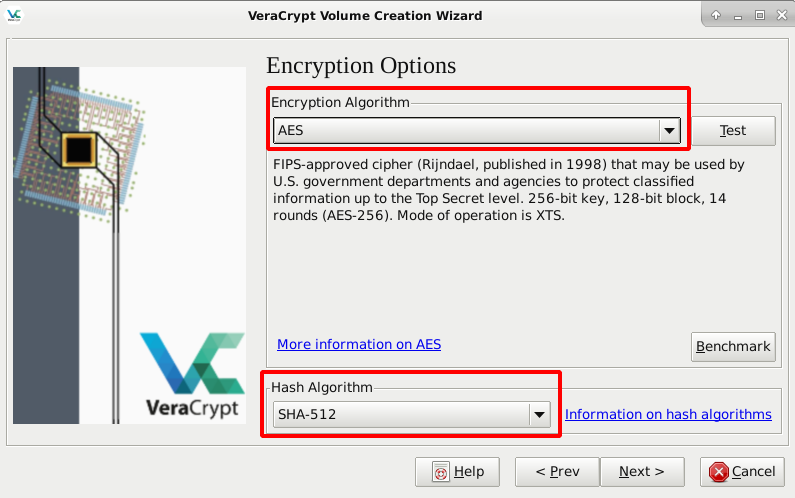 VeraCrypt Volume Creation Wizard
Encryption Options
Encryption Algorithm
AES
Test
FIPS-approved cipher (Rijndael, published in 1998) that may be used by
U.S. government departments and agencies to protect classified
information up to the Top Secret level. 256-bit key, 128-bit block, 14
rounds (AES-256). Mode of operation is XTS.
More information on AES
Benchmark
VeraCrypt
Hash Algorithm
SHA-512
Information on hash algorithms
Help
< Prev
Next >
Cancel